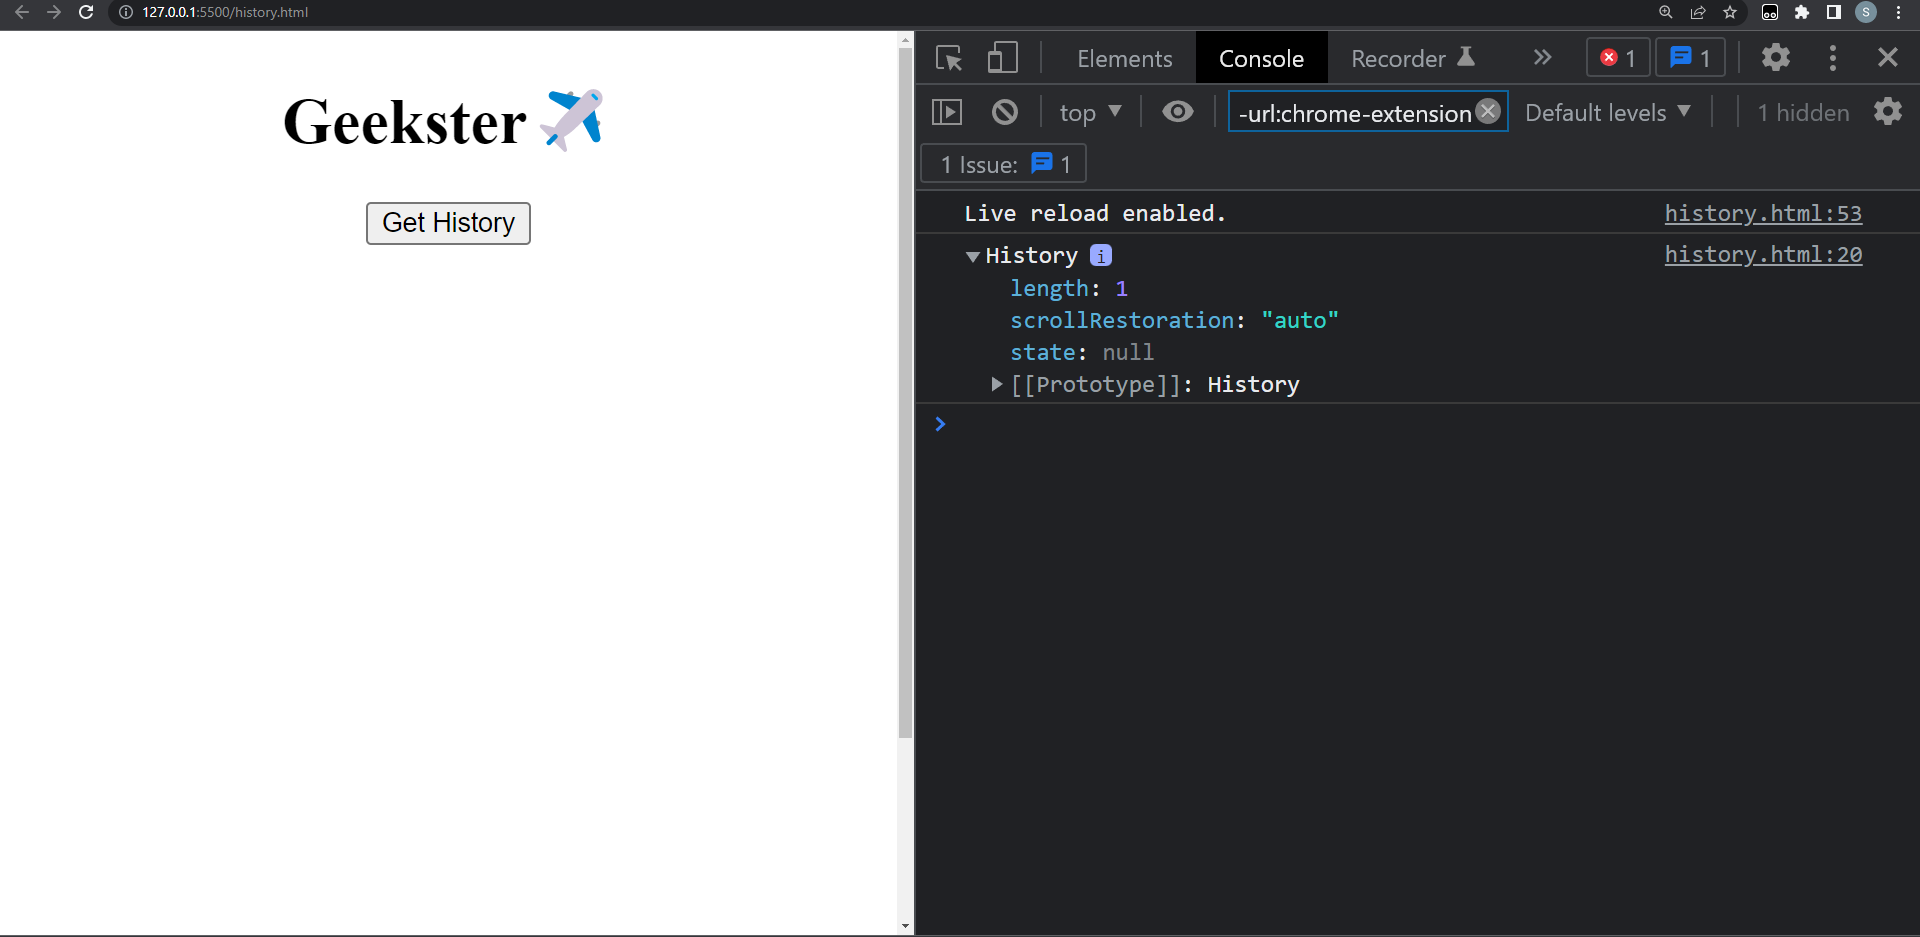 127.0.0.1:5500/history.html
S
Geekster ✈️
Get History
Elements Console Recorder 1 1
top -url:chrome-extension Default levels 1 hidden
1 Issue: 1
Live reload enabled. history.html:53
History i history.html:20
length: 1
scrollRestoration: "auto"
state: null
[[Prototype]]: History